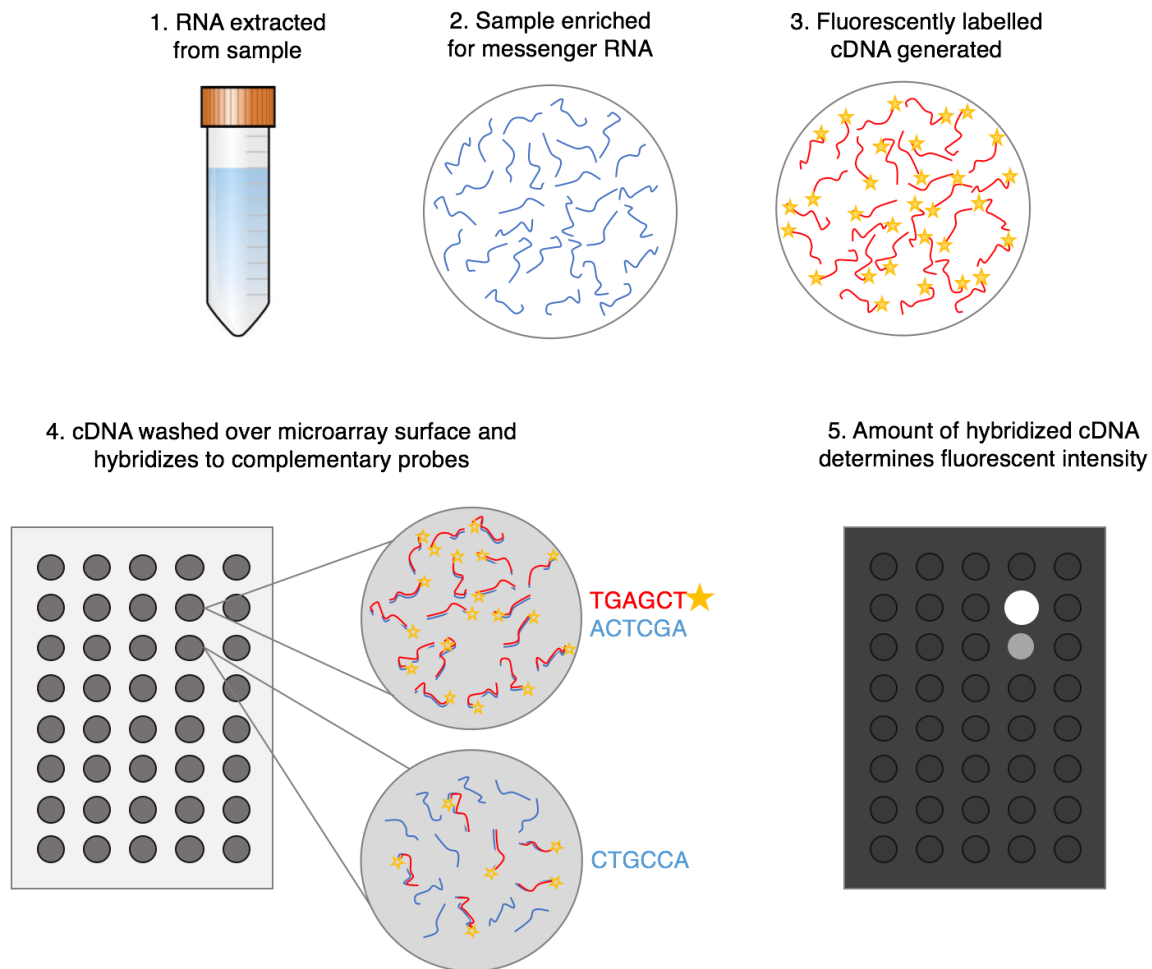 1. RNA extracted
from sample
2. Sample enriched
for messenger RNA
3. Fluorescently labelled
cDNA generated
4. cDNA washed over microarray surface and
hybridizes to complementary probes
TGAGCT
ACTCGA
CTGCCA
5. Amount of hybridized cDNA
determines fluorescent intensity